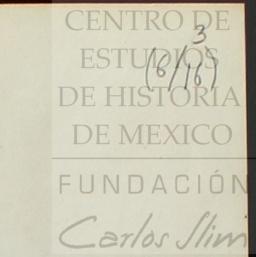 CENTRO DE
3
ESTUDIOS
(6/16)
DE HISTORIA
DE MEXICO
FUNDACIÓN
Carlos Slim